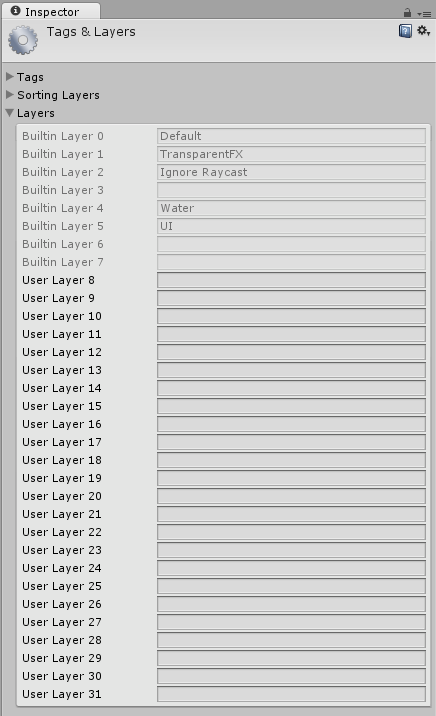 Inspector
Tags & Layers
Tags
Sorting Layers
Layers
Builtin Layer 0 Default
Builtin Layer 1 TransparentFX
Builtin Layer 2 Ignore Raycast
Builtin Layer 3
Builtin Layer 4 Water
Builtin Layer 5 UI
Builtin Layer 6
Builtin Layer 7
User Layer 8
User Layer 9
User Layer 10
User Layer 11
User Layer 12
User Layer 13
User Layer 14
User Layer 15
User Layer 16
User Layer 17
User Layer 18
User Layer 19
User Layer 20
User Layer 21
User Layer 22
User Layer 23
User Layer 24
User Layer 25
User Layer 26
User Layer 27
User Layer 28
User Layer 29
User Layer 30
User Layer 31